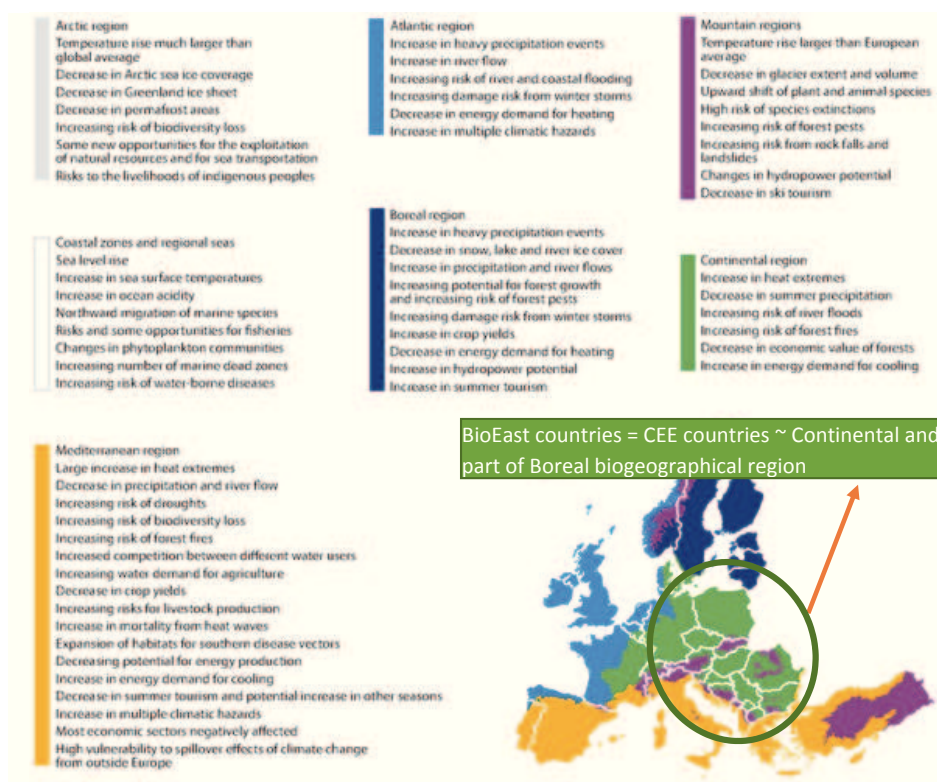 Arctic region
Temperature rise much larger than
global average
Decrease in Arctic sea ice coverage
Decrease in Greenland ice sheet
Decrease in permafrost areas
Increasing risk of biodiversity loss
Some new opportunities for the exploitation
of natural resources and for sea transportation
Risks to the livelihoods of indigenous peoples
Atlantic region
Increase in heavy precipitation events
Increase in river flow
Increasing risk of river and coastal flooding
Increasing damage risk from winter storms
Decrease in energy demand for heating
Increase in multiple climatic hazards
Mountain regions
Temperature rise larger than European
average
Decrease in glacier extent and volume
Upward shift of plant and animal species
High risk of species extinctions
Increasing risk of forest pests
Increasing risk from rock falls and
landslides
Changes in hydropower potential
Decrease in ski tourism
Coastal zones and regional seas
Sea level rise
Increase in sea surface temperatures
Increase in ocean acidity
Northward migration of marine species
Risks and some opportunities for fisheries
Changes in phytoplankton communities
Increasing number of marine dead zones
Increasing risk of water-borne diseases
Boreal region
Increase in heavy precipitation events
Decrease in snow, lake and river ice cover
Increase in precipitation and river flows
Increasing potential for forest growth
and increasing risk of forest pests
Increasing damage risk from winter storms
Increase in crop yields
Decrease in energy demand for heating
Increase in hydropower potential
Increase in summer tourism
Continental region
Increase in heat extremes
Decrease in summer precipitation
Increasing risk of river floods
Increasing risk of forest fires
Decrease in economic value of forests
Increase in energy demand for cooling
Mediterranean region
Large increase in heat extremes
Decrease in precipitation and river flow
Increasing risk of droughts
Increasing risk of biodiversity loss
Increasing risk of forest fires
Increased competition between different water users
Increasing water demand for agriculture
Decrease in crop yields
Increasing risks for livestock production
Increase in mortality from heat waves
Expansion of habitats for southern disease vectors
Decreasing potential for energy production
Increase in energy demand for cooling
Decrease in summer tourism and potential increase in other seasons
Increase in multiple climatic hazards
Most economic sectors negatively affected
High vulnerability to spillover effects of climate change
from outside Europe
BioEast countries = CEE countries ~ Continental and
part of Boreal biogeographical region